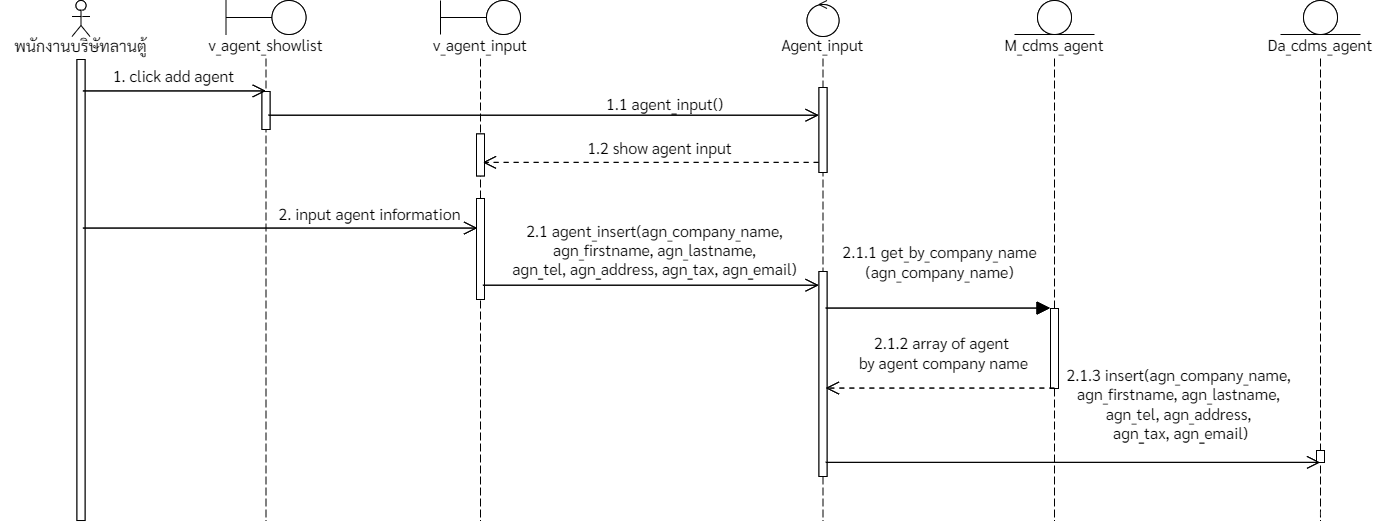 พนักงานบริษัทลานตู้
v_agent_showlist
v_agent_input
Agent_input
M_cdms_agent
Da_cdms_agent
1. click add agent
1.1 agent_input()
1.2 show agent input
2. input agent information
2.1 agent_insert(agn_company_name,
agn_firstname, agn_lastname,
agn_tel, agn_address, agn_tax, agn_email)
2.1.1 get_by_company_name
(agn_company_name)
2.1.2 array of agent
by agent company name
2.1.3 insert(agn_company_name,
agn_firstname, agn_lastname,
agn_tel, agn_address,
agn_tax, agn_email)